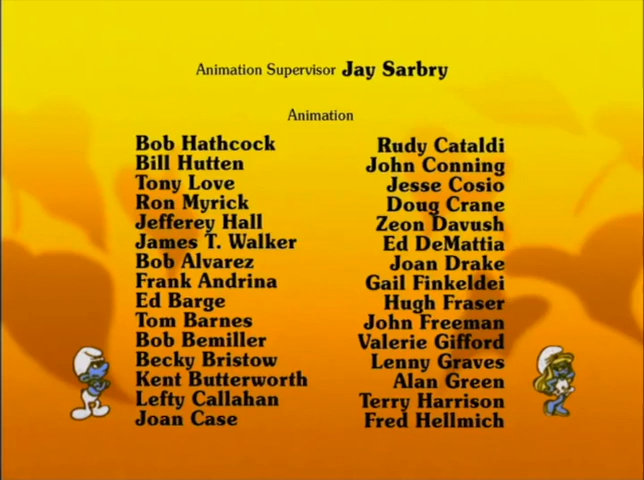 Animation Supervisor Jay Sarbry
Animation
Bob Hathcock
Bill Hutten
Tony Love
Ron Myrick
Jefferey Hall
James T. Walker
Bob Alvarez
Frank Andrina
Ed Barge
Tom Barnes
Bob Bemiller
Becky Bristow
Kent Butterworth
Lefty Callahan
Joan Case
Rudy Cataldi
John Conning
Jesse Cosio
Doug Crane
Zeon Davush
Ed DeMattia
Joan Drake
Gail Finkeldei
Hugh Fraser
John Freeman
Valerie Gifford
Lenny Graves
Alan Green
Terry Harrison
Fred Hellmich